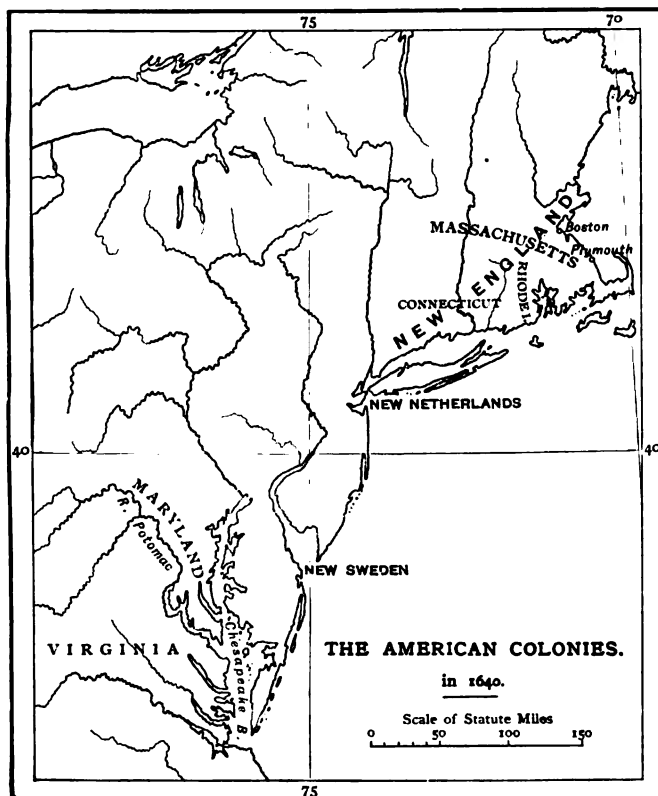 75
70
NEW ENGLAND
MASSACHUSETTS
Boston
Plymouth
RHODE I.
CONNECTICUT
NEW NETHERLANDS
40
40
MARYLAND
R. Potomac
NEW SWEDEN
VIRGINIA
Chesapeake B.
THE AMERICAN COLONIES.
in 1640.
Scale of Statute Miles
0 50 100 150
75